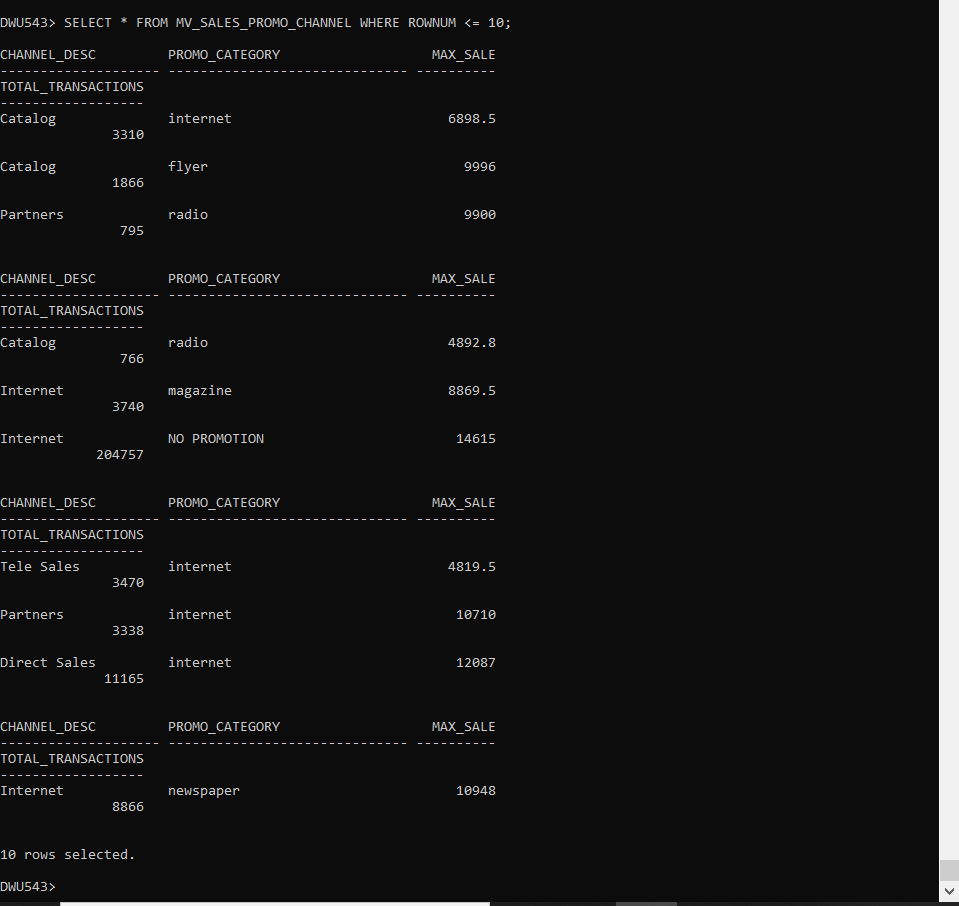 DWU543> SELECT * FROM MV_SALES_PROMO_CHANNEL WHERE ROWNUM <= 10;
CHANNEL_DESC         PROMO_CATEGORY                   MAX_SALE
-------------------- ------------------------------ ----------
TOTAL_TRANSACTIONS
------------------
Catalog              internet                           6898.5
              3310
Catalog              flyer                                9996
              1866
Partners             radio                                9900
               795
CHANNEL_DESC         PROMO_CATEGORY                   MAX_SALE
-------------------- ------------------------------ ----------
TOTAL_TRANSACTIONS
------------------
Catalog              radio                              4892.8
               766
Internet             magazine                           8869.5
              3740
Internet             NO PROMOTION                        14615
            204757
CHANNEL_DESC         PROMO_CATEGORY                   MAX_SALE
-------------------- ------------------------------ ----------
TOTAL_TRANSACTIONS
------------------
Tele Sales           internet                           4819.5
              3470
Partners             internet                            10710
              3338
Direct Sales         internet                            12087
             11165
CHANNEL_DESC         PROMO_CATEGORY                   MAX_SALE
-------------------- ------------------------------ ----------
TOTAL_TRANSACTIONS
------------------
Internet             newspaper                           10948
              8866
10 rows selected.
DWU543>